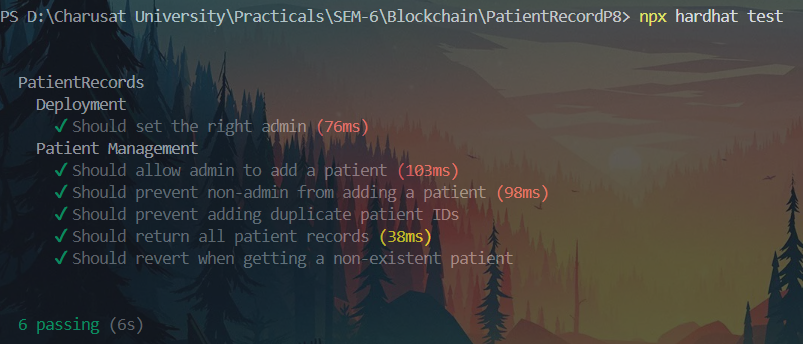 PS D:\Charusat University\Practicals\SEM-6\Blockchain\PatientRecordP8> npx hardhat test
PatientRecords
Deployment
✓ Should set the right admin (76ms)
Patient Management
✓ Should allow admin to add a patient (103ms)
✓ Should prevent non-admin from adding a patient (98ms)
✓ Should prevent adding duplicate patient IDs
✓ Should return all patient records (38ms)
✓ Should revert when getting a non-existent patient
6 passing (6s)